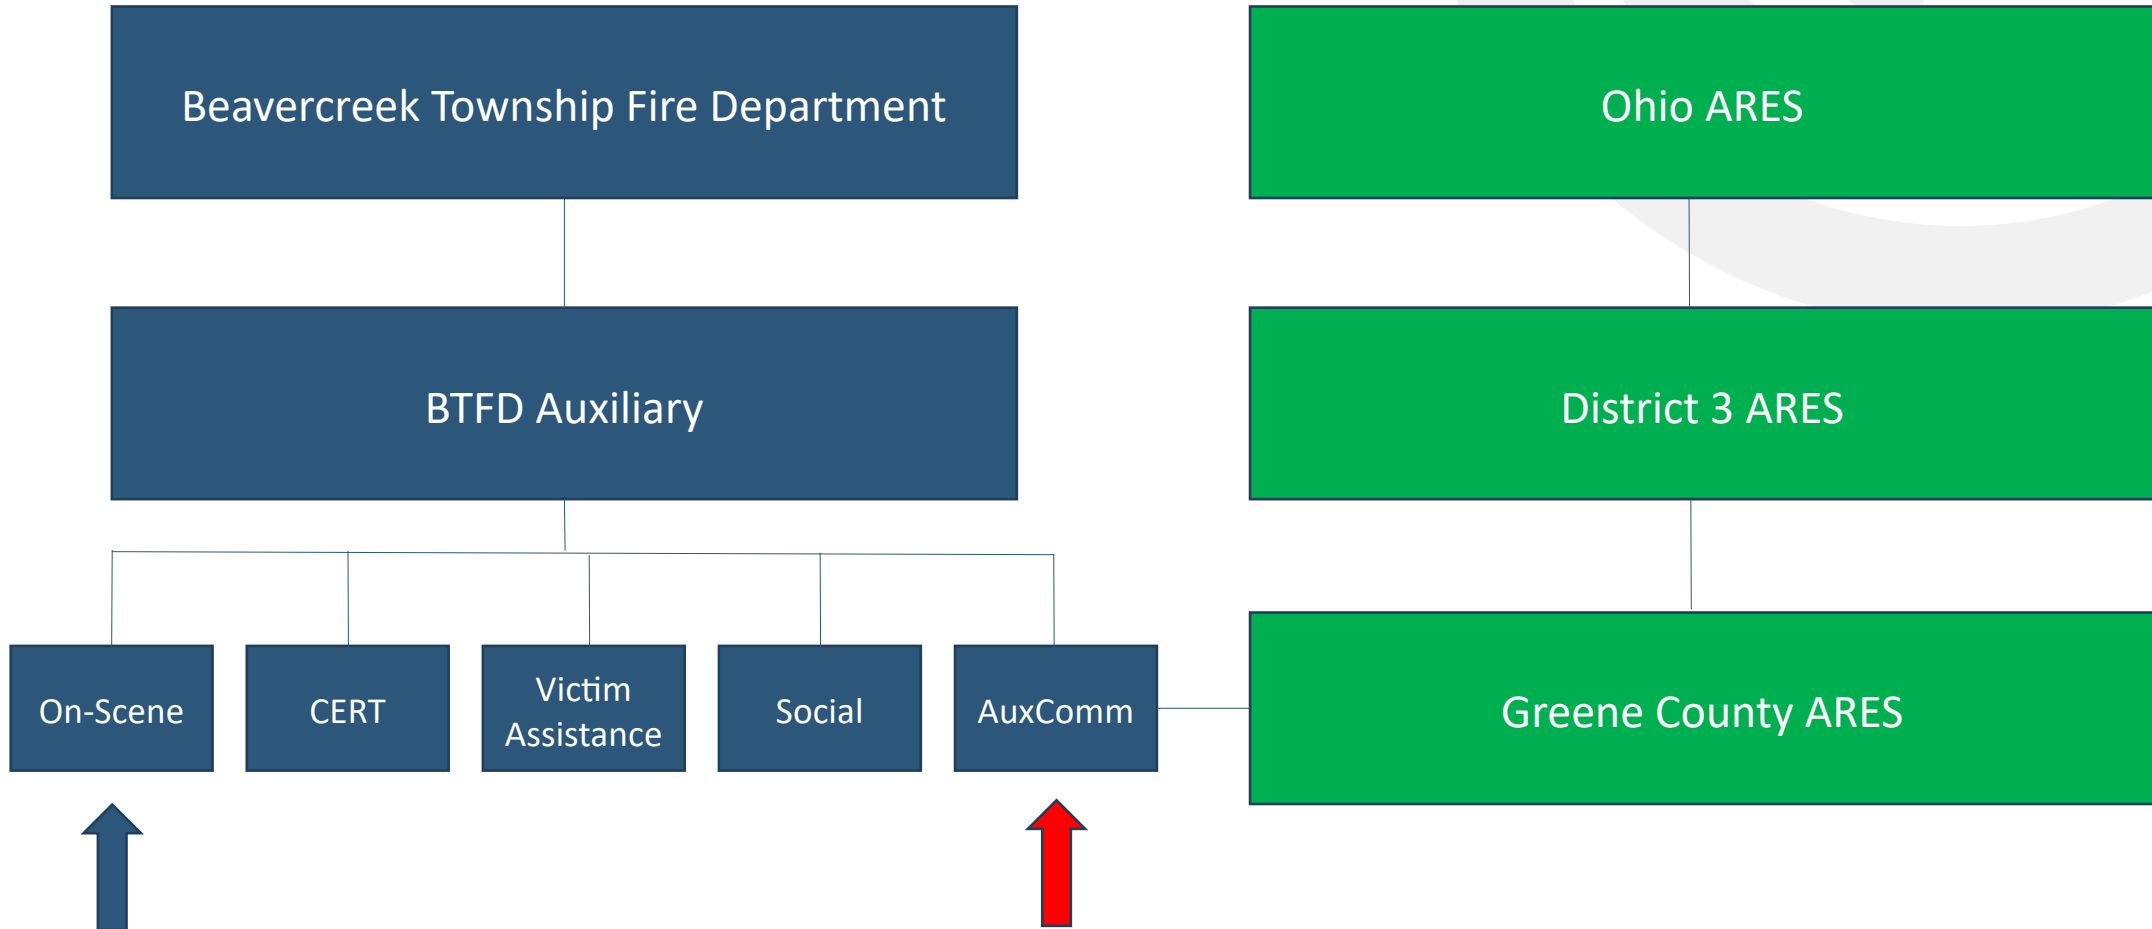 Beavercreek Township Fire Department
Ohio ARES
BTFD Auxiliary
District 3 ARES
On-Scene
CERT
Victim
Assistance
Social
AuxComm
Greene County ARES